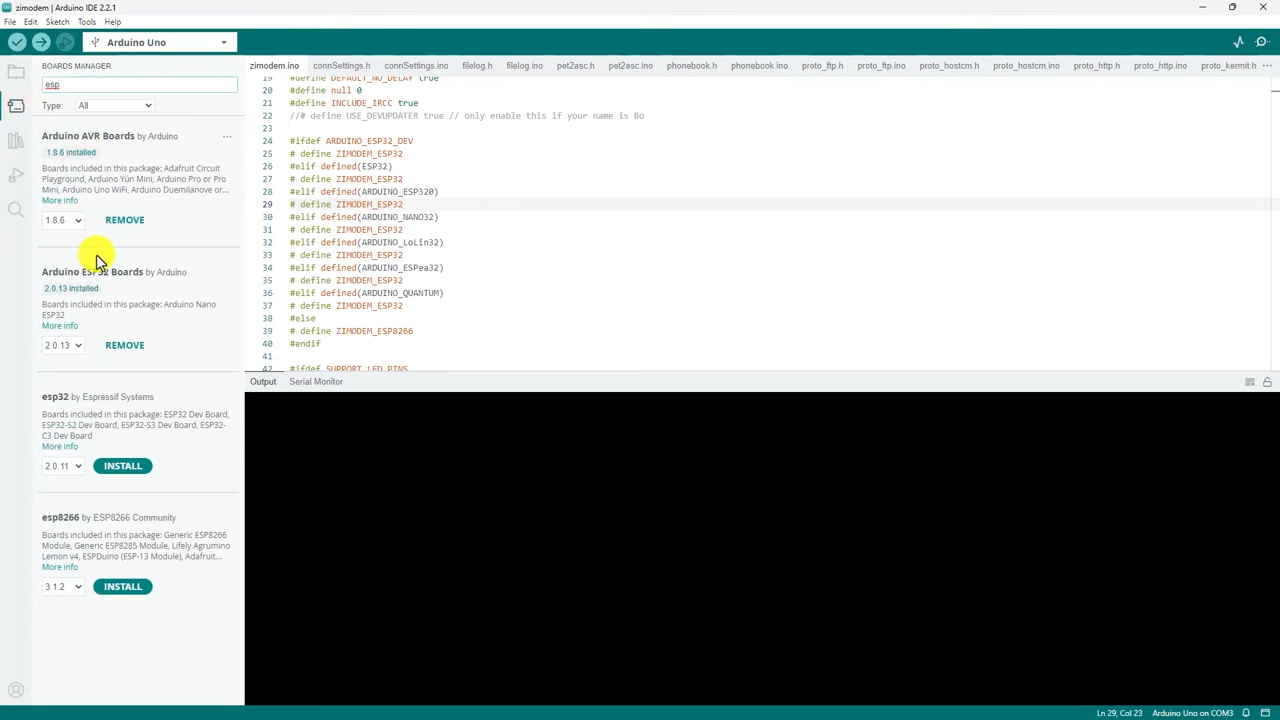 zimodem | Arduino IDE 2.2.1
File Edit Sketch Tools Help
Arduino Uno
BOARDS MANAGER
esp
Type: All
Arduino AVR Boards by Arduino
1.8.6 installed
Boards included in this package: Adafruit Circuit
Playground, Arduino Yún Mini, Arduino Pro or Pro
Mini, Arduino Uno WiFi, Arduino Duemilanove or...
More info
1.8.6 REMOVE
Arduino ESP32 Boards by Arduino
2.0.13 installed
Boards included in this package: Arduino Nano
ESP32
More info
2.0.13 REMOVE
esp32 by Espressif Systems
Boards included in this package: ESP32 Dev Board,
ESP32-S2 Dev Board, ESP32-S3 Dev Board, ESP32-
C3 Dev Board
More info
2.0.11 INSTALL
esp8266 by ESP8266 Community
Boards included in this package: Generic ESP8266
Module, Generic ESP8285 Module, Lifely Agrumino
Lemon v4, ESPDuino (ESP-13 Module), Adafruit...
More info
3.1.2 INSTALL
zimodem.ino connSettings.h connSettings.ino filelog.h filelog.ino pet2asc.h pet2asc.ino phonebook.h phonebook.ino proto_ftp.h proto_ftp.ino proto_hostcm.h proto_hostcm.ino proto_http.h proto_http.ino proto_kermit.h ...
19 #define DEFAULT_NO_DELAY true
20 #define null 0
21 #define INCLUDE_IRCC true
22 //# define USE_DEVUPDATER true // only enable this if your name is Bo
23
24 #ifdef ARDUINO_ESP32_DEV
25 # define ZIMODEM_ESP32
26 #elif defined(ESP32)
27 # define ZIMODEM_ESP32
28 #elif defined(ARDUINO_ESP320)
29 # define ZIMODEM_ESP32
30 #elif defined(ARDUINO_NANO32)
31 # define ZIMODEM_ESP32
32 #elif defined(ARDUINO_LoLin32)
33 # define ZIMODEM_ESP32
34 #elif defined(ARDUINO_ESPea32)
35 # define ZIMODEM_ESP32
36 #elif defined(ARDUINO_QUANTUM)
37 # define ZIMODEM_ESP32
38 #else
39 # define ZIMODEM_ESP8266
40 #endif
41
42 #ifdef SUPPORT_LED_PINS
Output Serial Monitor
Ln 29, Col 23 Arduino Uno on COM3